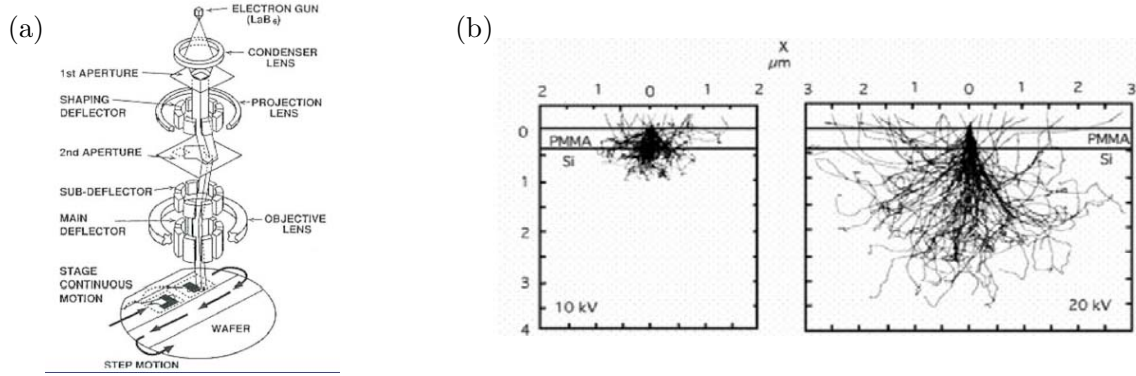 (a)
ELECTRON GUN
(LaB₆)
CONDENSER
LENS
1st APERTURE
SHAPING
DEFLECTOR
PROJECTION
LENS
2nd APERTURE
SUB-DEFLECTOR
MAIN
DEFLECTOR
OBJECTIVE
LENS
STAGE
CONTINUOUS
MOTION
WAFER
STEP MOTION
(b)
X
μm
2 1 0 1 2
3 2 1 0 1 2 3
0
1
2
3
4
PMMA
Si
10 kV
PMMA
Si
20 kV